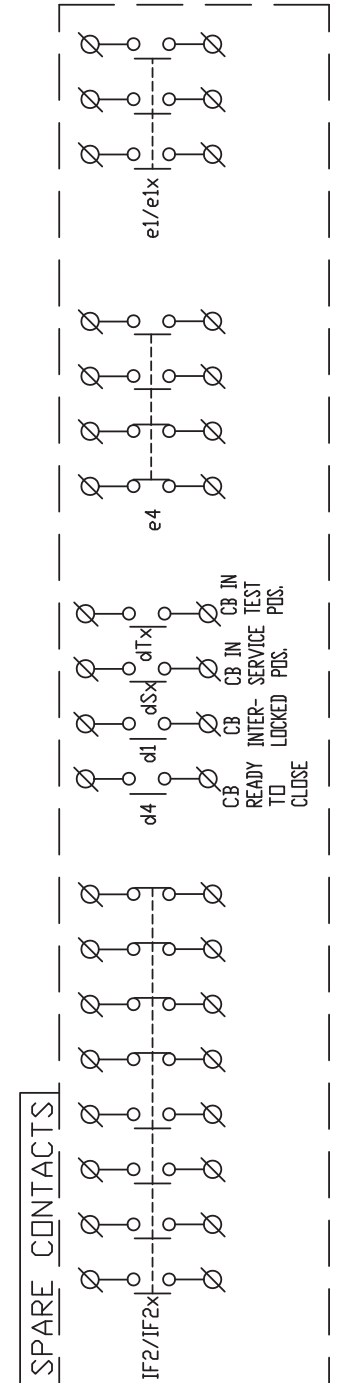 SPARE CONTACTS
IF2/IF2x
d4
d1
dSx
dTx
CB
READY
TO
CLOSE
CB
INTER-
LOCKED
CB IN
SERVICE
POS.
CB IN
TEST
POS.
e4
e1/e1x